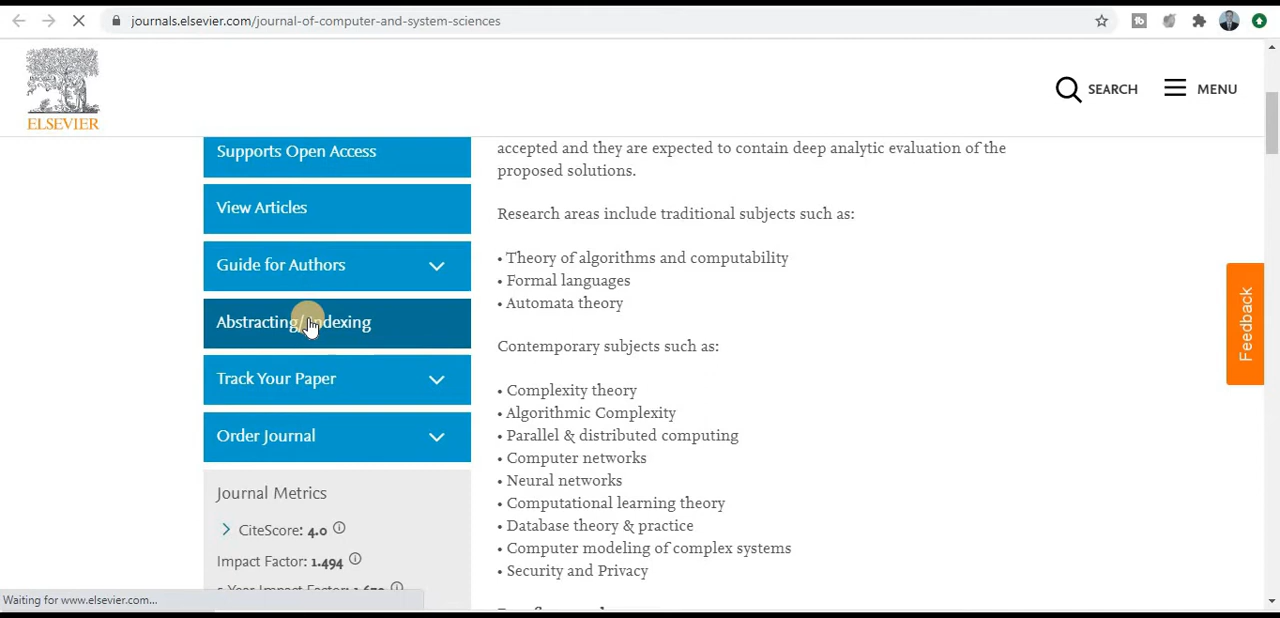 journals.elsevier.com/journal-of-computer-and-system-sciences
ELSEVIER
SEARCH
MENU
Supports Open Access
View Articles
Guide for Authors
Abstracting/Indexing
Track Your Paper
Order Journal
Journal Metrics
CiteScore: 4.0
Impact Factor: 1.494
5-Year Impact Factor:
accepted and they are expected to contain deep analytic evaluation of the
proposed solutions.
Research areas include traditional subjects such as:
• Theory of algorithms and computability
• Formal languages
• Automata theory
Contemporary subjects such as:
• Complexity theory
• Algorithmic Complexity
• Parallel & distributed computing
• Computer networks
• Neural networks
• Computational learning theory
• Database theory & practice
• Computer modeling of complex systems
• Security and Privacy
Feedback
Waiting for www.elsevier.com...